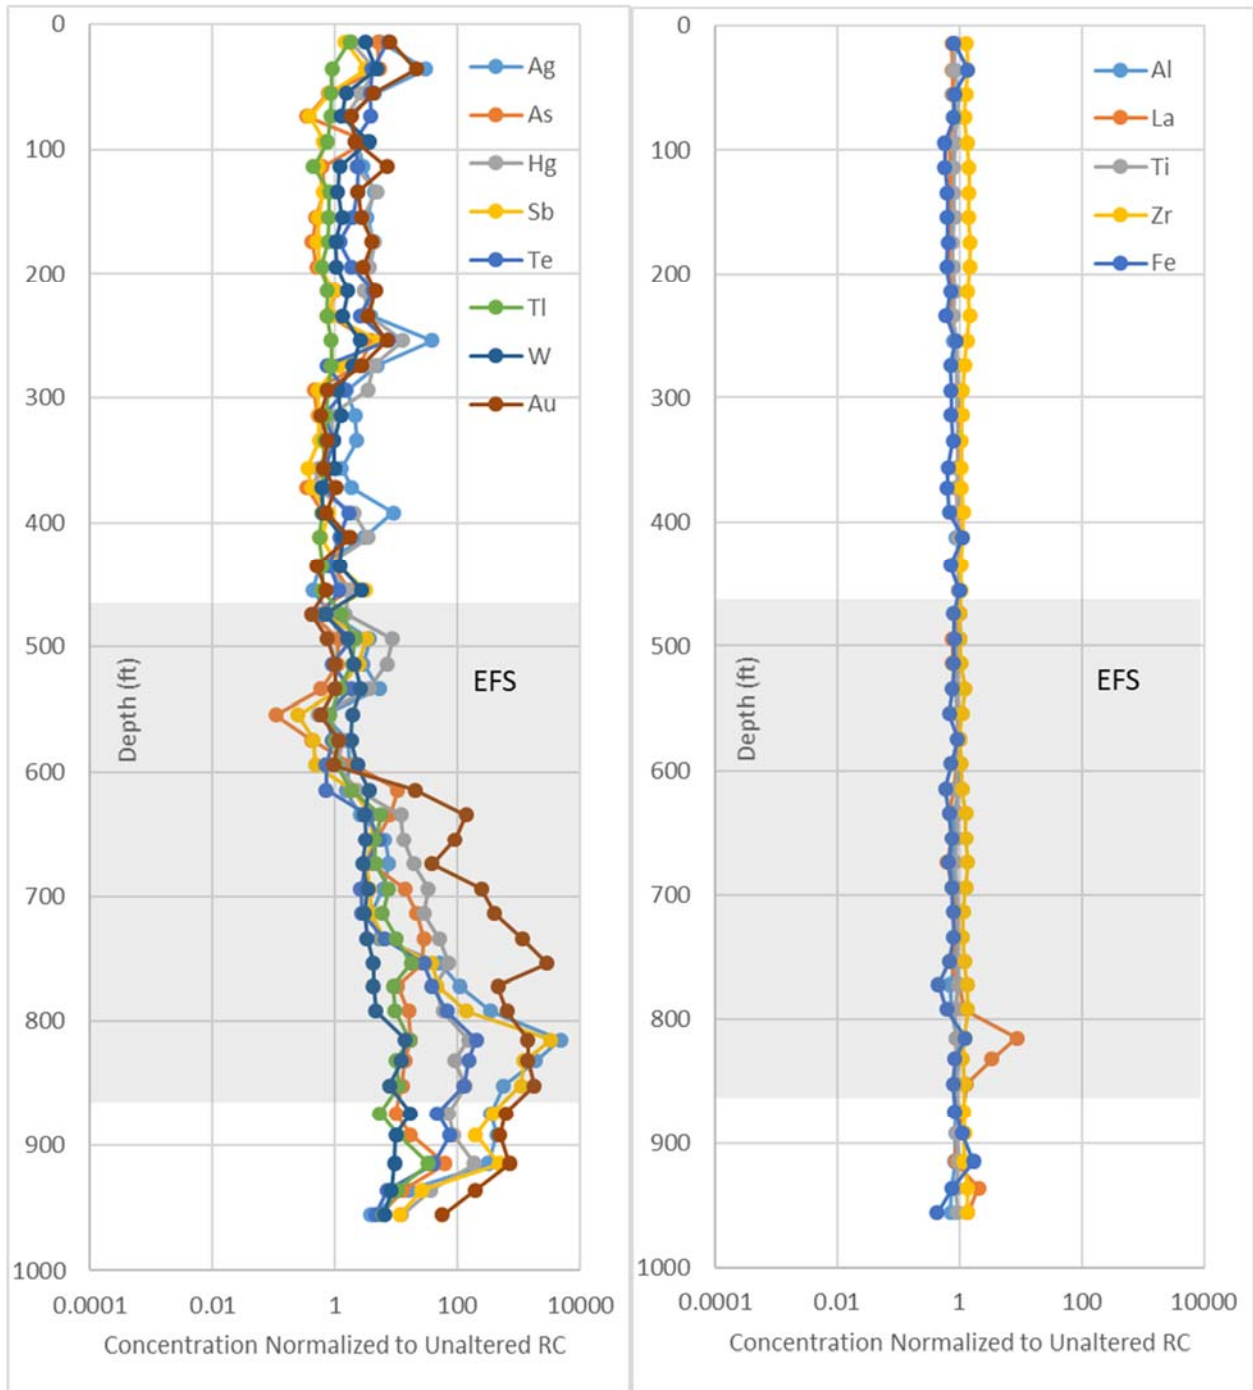 0
100
200
300
400
500
600
700
800
900
1000
Depth (ft)
Ag
As
Hg
Sb
Te
Tl
W
Au
EFS
0.0001
0.01
1
100
10000
Concentration Normalized to Unaltered RC
0
100
200
300
400
500
600
700
800
900
1000
Depth (ft)
Al
La
Ti
Zr
Fe
EFS
0.0001
0.01
1
100
10000
Concentration Normalized to Unaltered RC